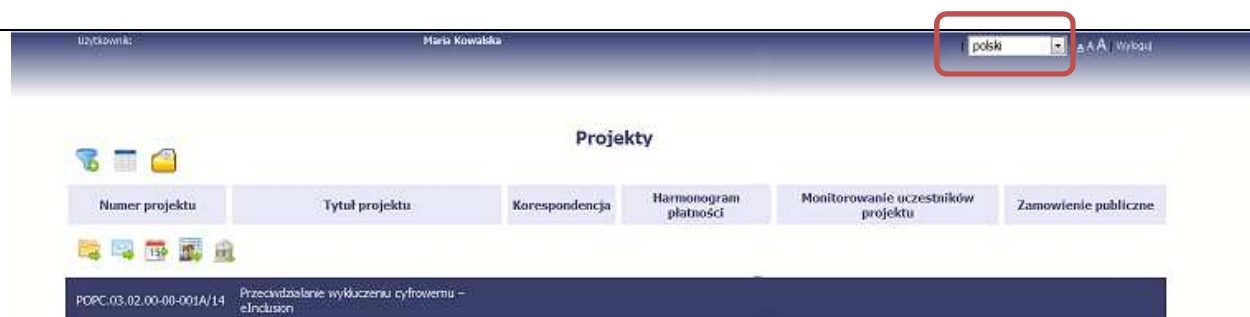 Użytkownik: Maria Kowalska polski A A A | Wyloguj
Projekty
Numer projektu Tytuł projektu Korespondencja Harmonogram płatności Monitorowanie uczestników projektu Zamowienie publiczne
POPC.03.02.00-00-001A/14 Przeciwdziałanie wykluczeniu cyfrowemu –
eInclusion